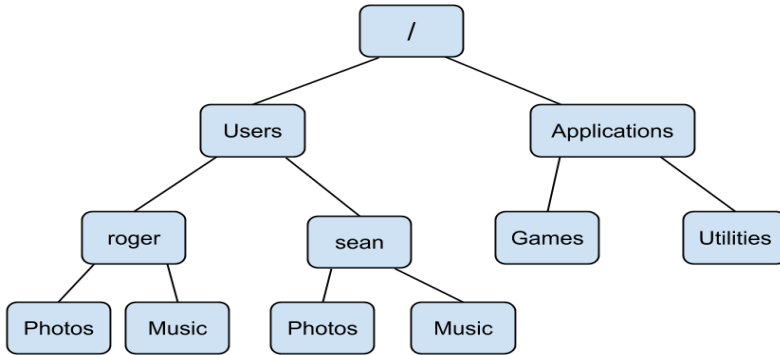 /
Users
Applications
roger
sean
Games
Utilities
Photos
Music
Photos
Music